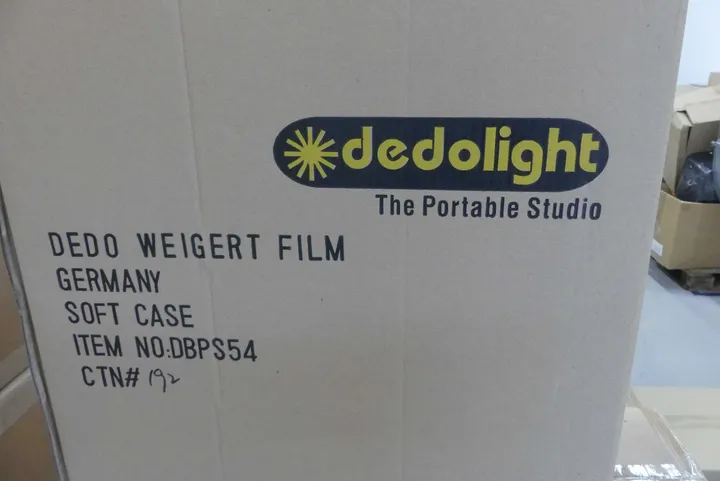 dedolight
The Portable Studio
DEDO WEIGERT FILM
GERMANY
SOFT CASE
ITEM NO:DBPS54
CTN# 192